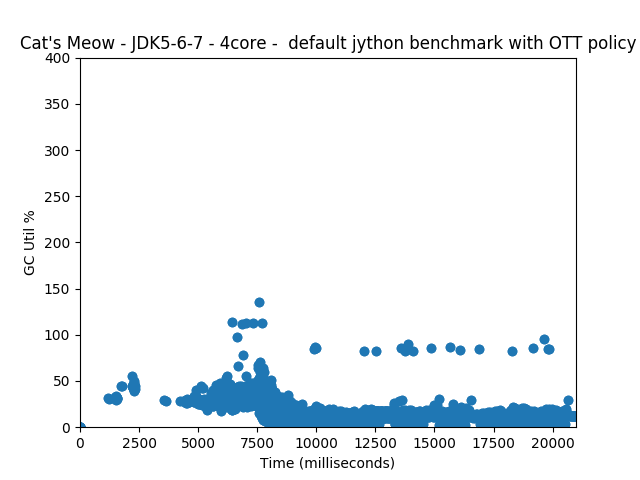 Cat's Meow - JDK5-6-7 - 4core -  default jython benchmark with OTT policy
400
350
300
250
200
150
100
50
0
GC Util %
0 2500 5000 7500 10000 12500 15000 17500 20000
Time (milliseconds)